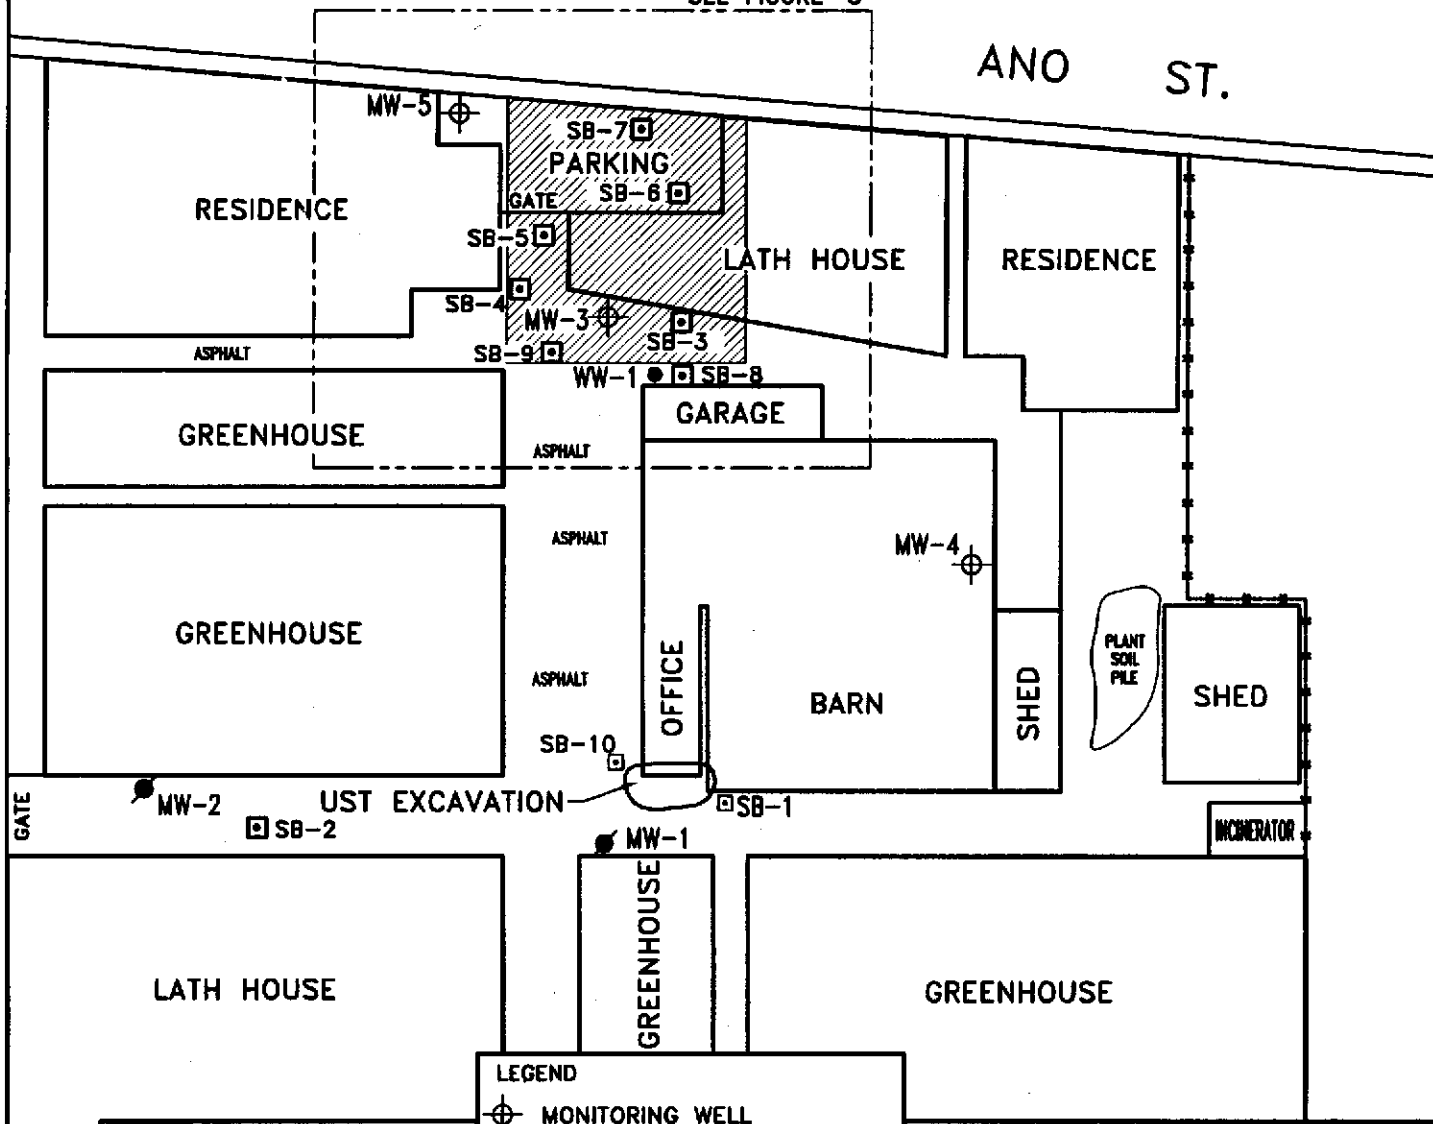 ANO ST.
MW-5
SB-7
PARKING
SB-6
GATE
RESIDENCE
SB-5
LATH HOUSE
RESIDENCE
SB-4
MW-3
SB-3
ASPHALT
SB-9
WW-1
SB-8
GARAGE
GREENHOUSE
ASPHALT
ASPHALT
MW-4
GREENHOUSE
PLANT
SOIL
PILE
ASPHALT
OFFICE
BARN
SHED
SHED
SB-10
MW-2
UST EXCAVATION
SB-1
GATE
SB-2
MW-1
INCINERATOR
GREENHOUSE
LATH HOUSE
GREENHOUSE
LEGEND
MONITORING WELL